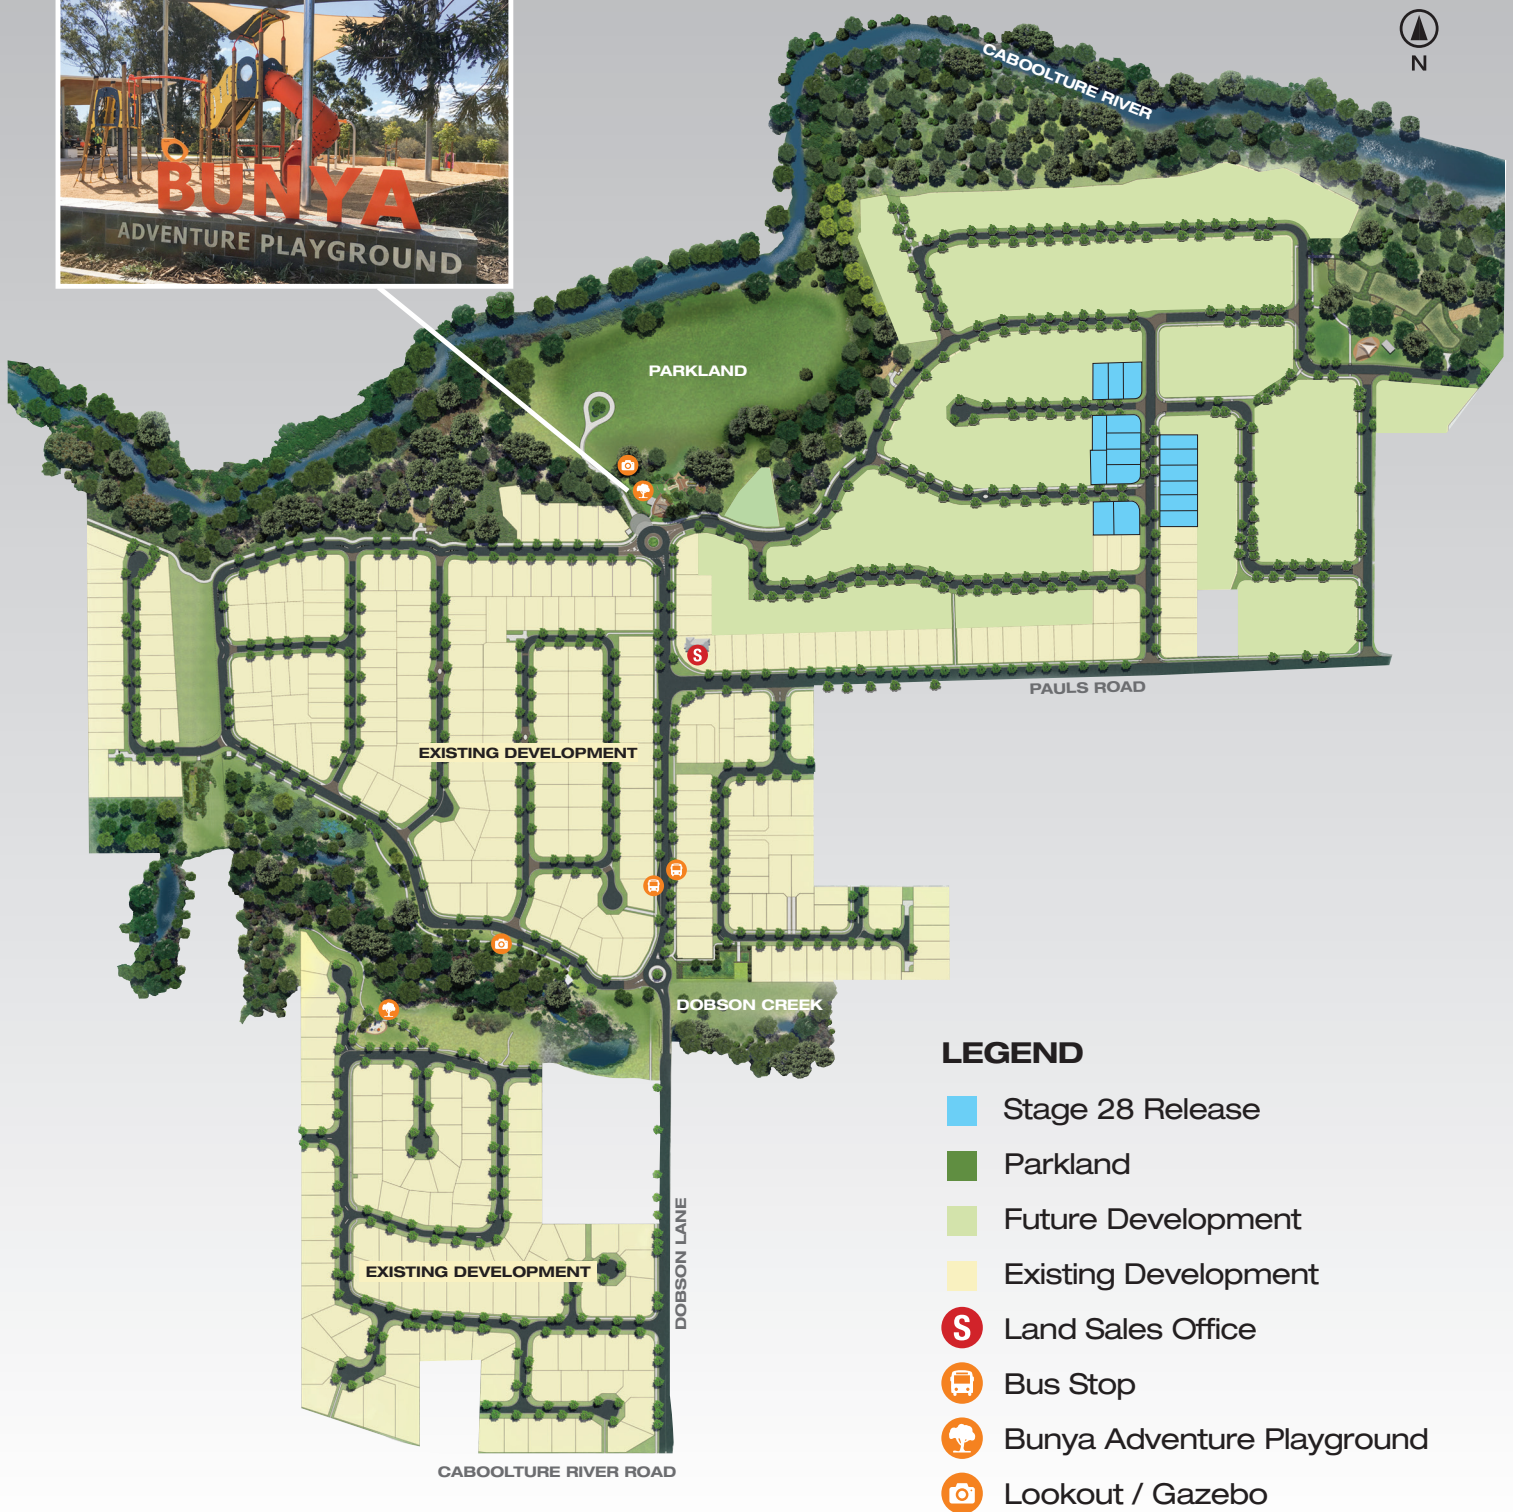 BUNYA
ADVENTURE PLAYGROUND
N
CABOOLTURE RIVER
PARKLAND
S
PAULS ROAD
EXISTING DEVELOPMENT
DOBSON CREEK
DOBSON LANE
EXISTING DEVELOPMENT
CABOOLTURE RIVER ROAD
LEGEND
Stage 28 Release
Parkland
Future Development
Existing Development
S Land Sales Office
Bus Stop
Bunya Adventure Playground
Lookout / Gazebo